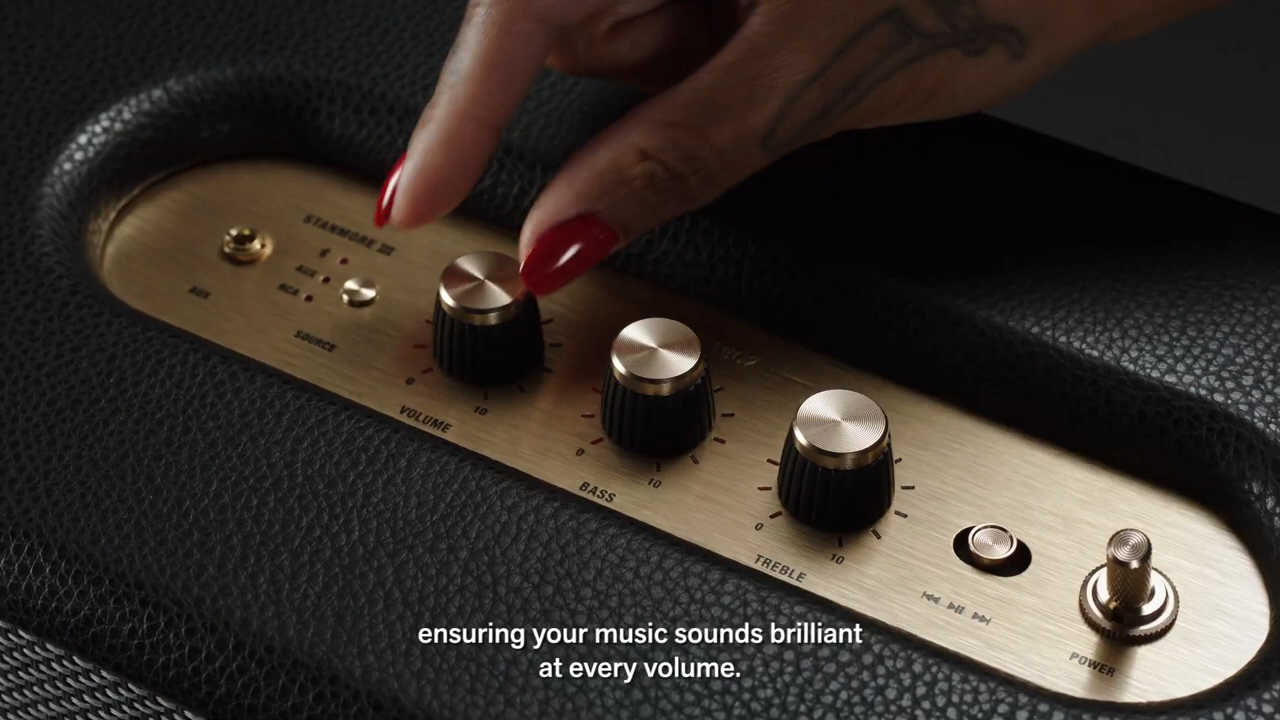 STANMORE III
AUX
RCA
AUX
SOURCE
0
10
VOLUME
0
10
BASS
0
10
TREBLE
POWER
ensuring your music sounds brilliant
at every volume.